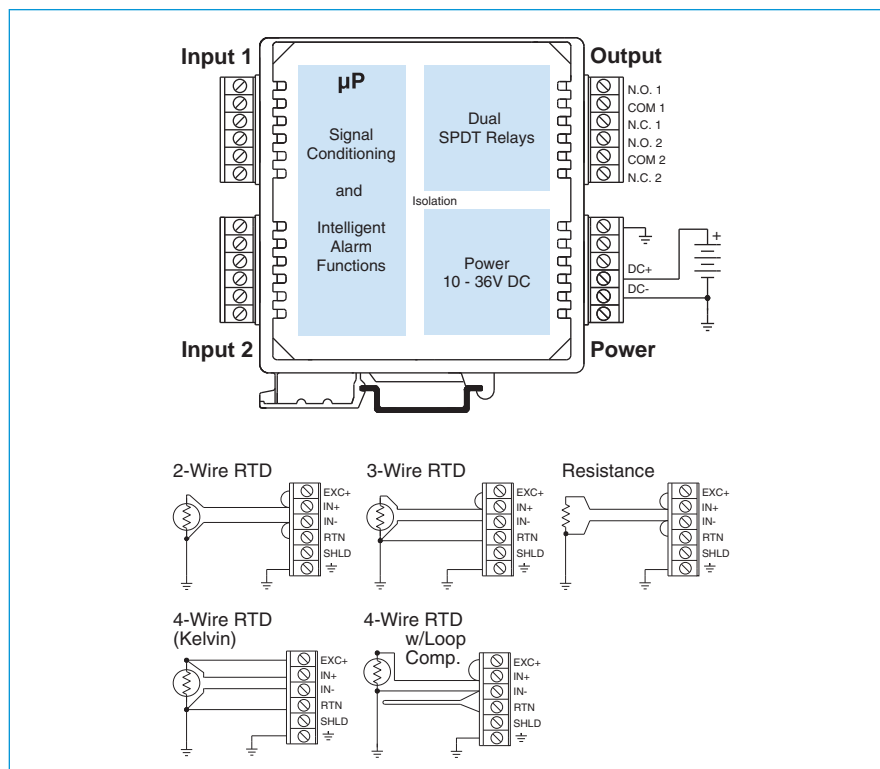 Input 1
Output
µP
Signal
Conditioning
and
Intelligent
Alarm
Functions
Dual
SPDT Relays
Isolation
Power
10 - 36V DC
N.O. 1
COM 1
N.C. 1
N.O. 2
COM 2
N.C. 2
+
DC+
DC-
Input 2
Power
2-Wire RTD
EXC+
IN+
IN-
RTN
SHLD
3-Wire RTD
EXC+
IN+
IN-
RTN
SHLD
Resistance
EXC+
IN+
IN-
RTN
SHLD
4-Wire RTD
(Kelvin)
EXC+
IN+
IN-
RTN
SHLD
4-Wire RTD
w/Loop
Comp.
EXC+
IN+
IN-
RTN
SHLD